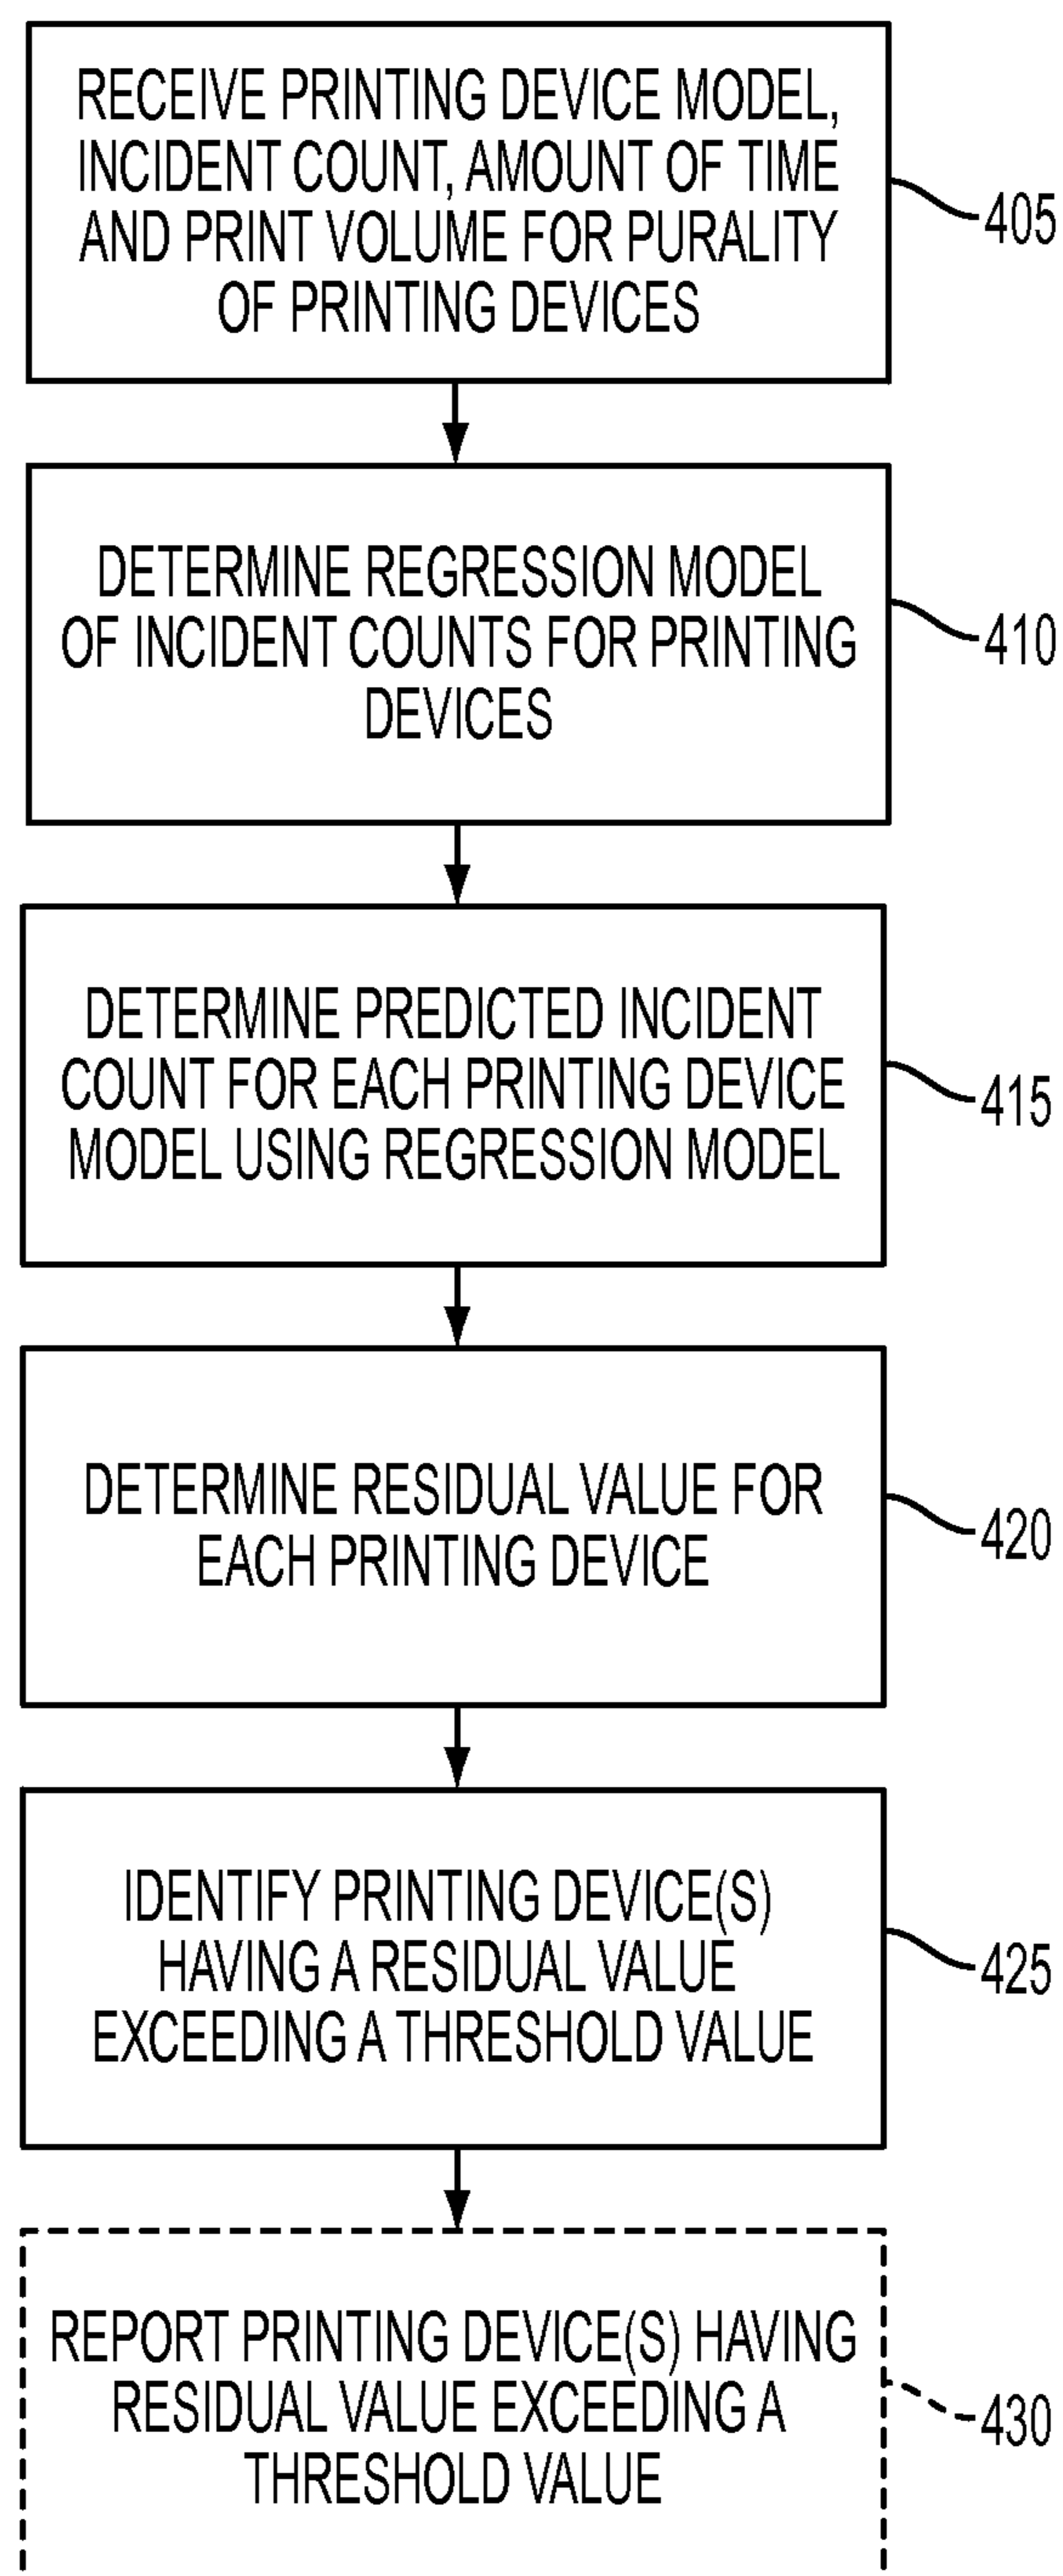 RECEIVE PRINTING DEVICE MODEL,
INCIDENT COUNT, AMOUNT OF TIME
AND PRINT VOLUME FOR PURALITY
OF PRINTING DEVICES
405
DETERMINE REGRESSION MODEL
OF INCIDENT COUNTS FOR PRINTING
DEVICES
410
DETERMINE PREDICTED INCIDENT
COUNT FOR EACH PRINTING DEVICE
MODEL USING REGRESSION MODEL
415
DETERMINE RESIDUAL VALUE FOR
EACH PRINTING DEVICE
420
IDENTIFY PRINTING DEVICE(S)
HAVING A RESIDUAL VALUE
EXCEEDING A THRESHOLD VALUE
425
REPORT PRINTING DEVICE(S) HAVING
RESIDUAL VALUE EXCEEDING A
THRESHOLD VALUE
430